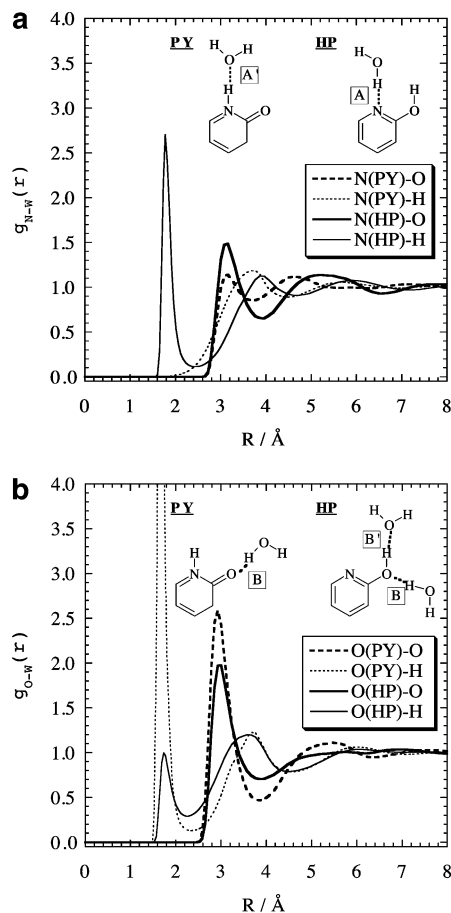 a
PY HP
H O H
A'
H
N O
H O H
A
H
N O H
N(PY)-O
N(PY)-H
N(HP)-O
N(HP)-H
g N-W (r)
4.0
3.5
3.0
2.5
2.0
1.5
1.0
0.5
0.0
0 1 2 3 4 5 6 7 8
R / Å
b
PY HP
H
N O
H O H
B
H O H
B'
H
N O
B
H O
H
O(PY)-O
O(PY)-H
O(HP)-O
O(HP)-H
g O-W (r)
4.0
3.5
3.0
2.5
2.0
1.5
1.0
0.5
0.0
0 1 2 3 4 5 6 7 8
R / Å